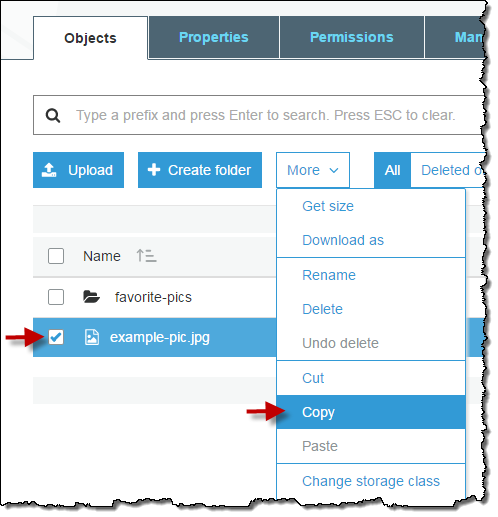 Objects Properties Permissions Man
Type a prefix and press Enter to search. Press ESC to clear.
Upload Create folder More All Deleted o
Get size
Name
Download as
Rename
favorite-pics
Delete
example-pic.jpg
Undo delete
Cut
Copy
Paste
Change storage class